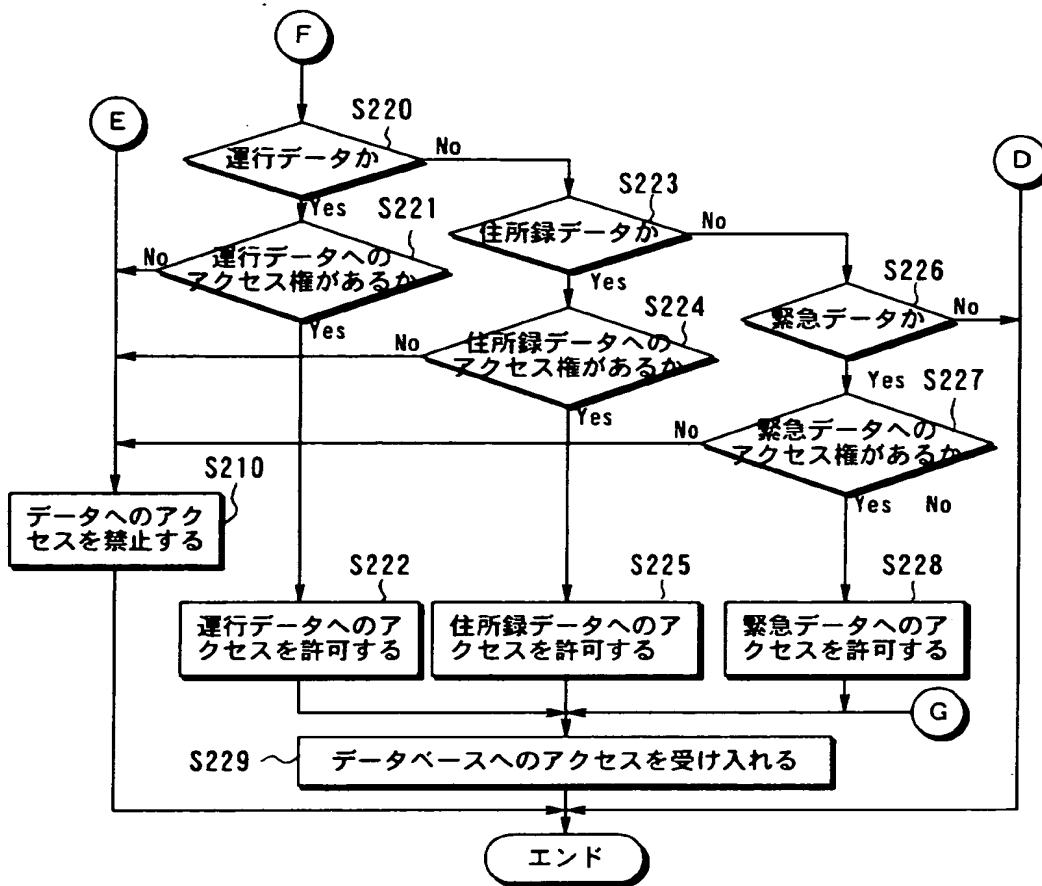 F
E
S220
運行データか
No
D
Yes
S221
S223
住所録データか
No
運行データへの
アクセス権があるか
No
Yes
S226
緊急データか
No
Yes
S224
住所録データへの
アクセス権があるか
No
Yes
Yes
S227
緊急データへの
アクセス権があるか
No
S210
データへのアク
セスを禁止する
Yes
No
S222
運行データへのア
クセスを許可する
S225
住所録データへのア
クセスを許可する
S228
緊急データへのア
クセスを許可する
G
S229
データベースへのアクセスを受け入れる
エンド